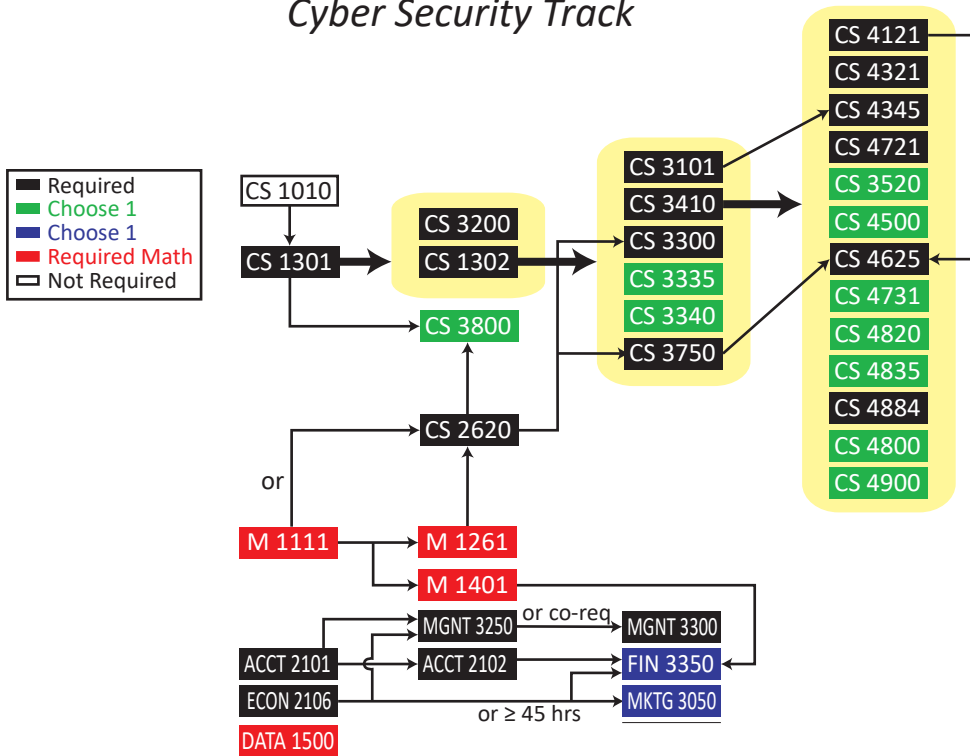 Cyber Security Track
Required
Choose 1
Choose 1
Required Math
Not Required
CS 1010
CS 1301
CS 3200
CS 1302
CS 3800
CS 2620
or
M 1111
M 1261
M 1401
CS 3101
CS 3410
CS 3300
CS 3335
CS 3340
CS 3750
CS 4121
CS 4321
CS 4345
CS 4721
CS 3520
CS 4500
CS 4625
CS 4731
CS 4820
CS 4835
CS 4884
CS 4800
CS 4900
MGNT 3250
or co-req
MGNT 3300
ACCT 2101
ACCT 2102
FIN 3350
ECON 2106
or ≥ 45 hrs
MKTG 3050
DATA 1500